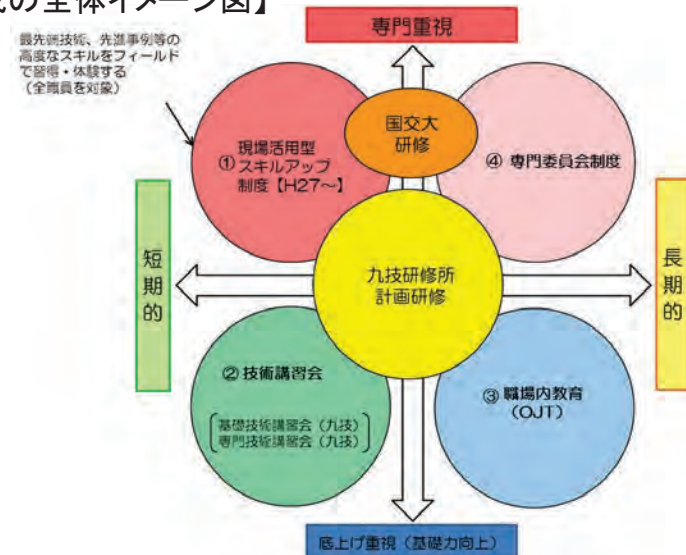 の全体イメージ図】
専門重視
最先端技術、先進事例等の
高度なスキルをフィールド
で習得・体験する
(全職員を対象)
国交大
研修
現場活用型
①スキルアップ
制度【H27～】
④ 専門委員会制度
短期的
九技研修所
計画研修
長期的
② 技術講習会
基礎技術講習会（九技）
専門技術講習会（九技）
③ 職場内教育
（OJT）
底上げ重視（基礎力向上）